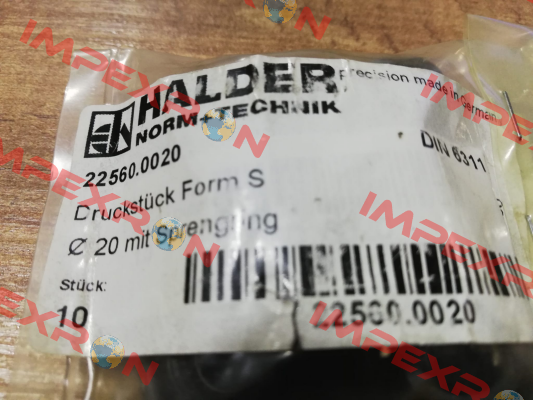 HALDER
NORM+TECHNIK
precision made in german
22560.0020
DIN 6311
Druckstück Form S
Ø 20 mit Sprengring
Stück:
10
22560.0020
IMPEXRON